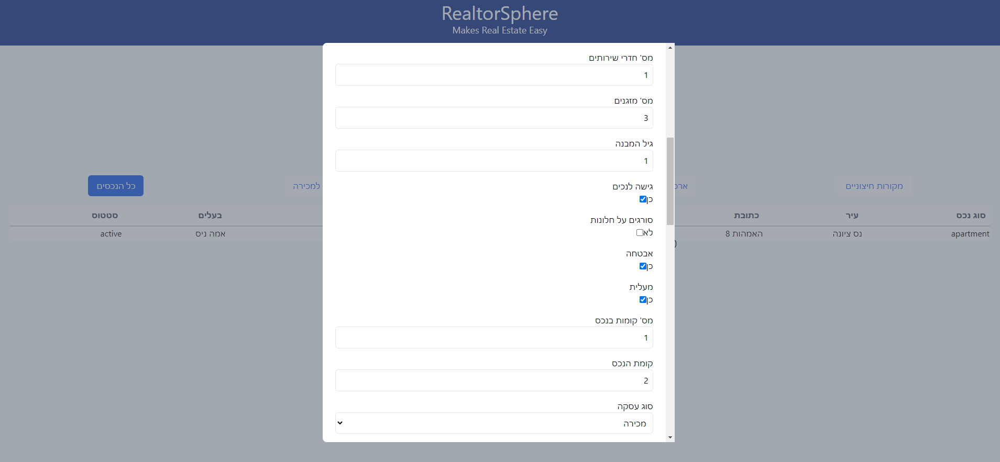 RealtorSphere
Makes Real Estate Easy
מס' חדרי שירותים
1
מס' מזגנים
3
גיל המבנה
1
גישה לנכים
כן
סורגים על חלונות
לא
אבטחה
כן
מעלית
כן
מס' קומות בנכס
1
קומת הנכס
2
סוג עסקה
מכירה
מקורות חיצוניים
ארכ
למכירה
כל הנכסים
סוג נכס
עיר
כתובת
בעלים
סטטוס
apartment
נס ציונה
האמהות 8
אמה ניס
active